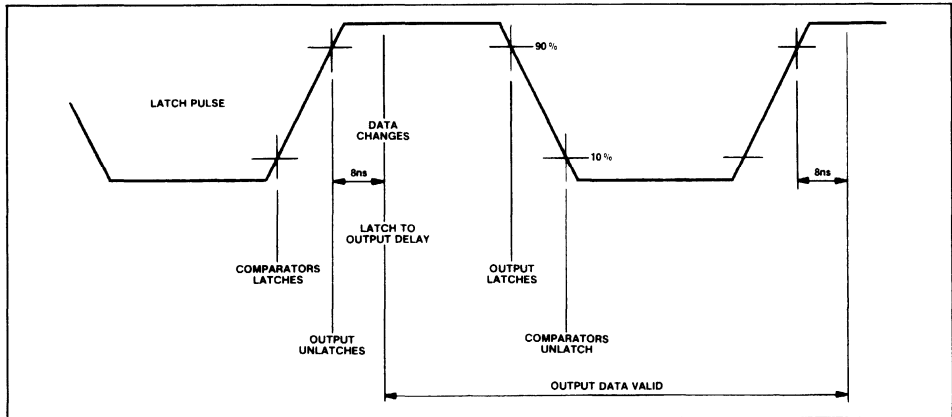 90 %
LATCH PULSE
DATA
CHANGES
10 %
8ns
8ns
LATCH TO
OUTPUT DELAY
COMPARATORS
LATCHES
OUTPUT
LATCHES
OUTPUT
UNLATCHES
COMPARATORS
UNLATCH
OUTPUT DATA VALID